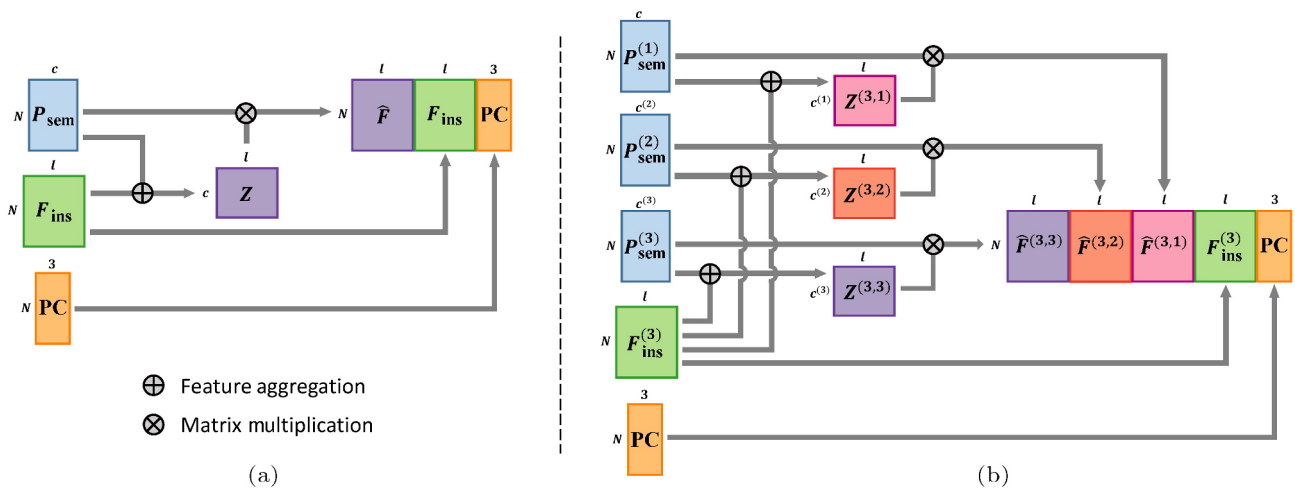 c
N P_sem
l
N F_ins
3
N PC
l
c Z
l l 3
N F̂ F_ins PC
⊕ Feature aggregation
⊗ Matrix multiplication
(a)
c
N P_sem^(1)
c^(2)
N P_sem^(2)
c^(3)
N P_sem^(3)
l
N F_ins^(3)
3
N PC
l
c^(1) Z^(3,1)
l
c^(2) Z^(3,2)
l
c^(3) Z^(3,3)
l l l l 3
N F̂^(3,3) F̂^(3,2) F̂^(3,1) F_ins^(3) PC
(b)